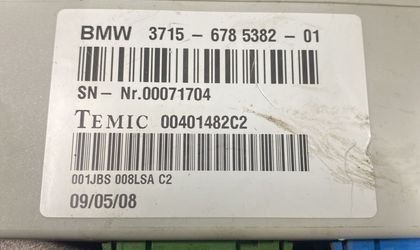 BMW 3715 - 678 5382 - 01
SN- Nr.00071704
TEMIC 00401482C2
001JBS 008LSA C2
09/05/08